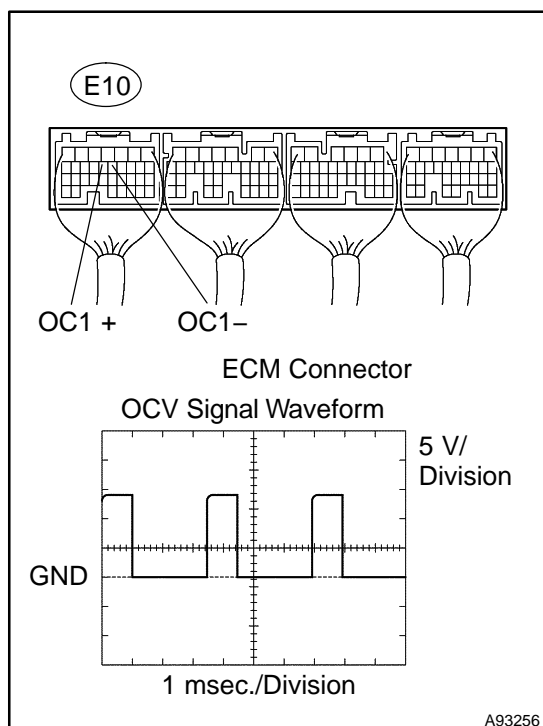 E10
OC1 +
OC1−
ECM Connector
OCV Signal Waveform
5 V/
Division
GND
1 msec./Division
A93256